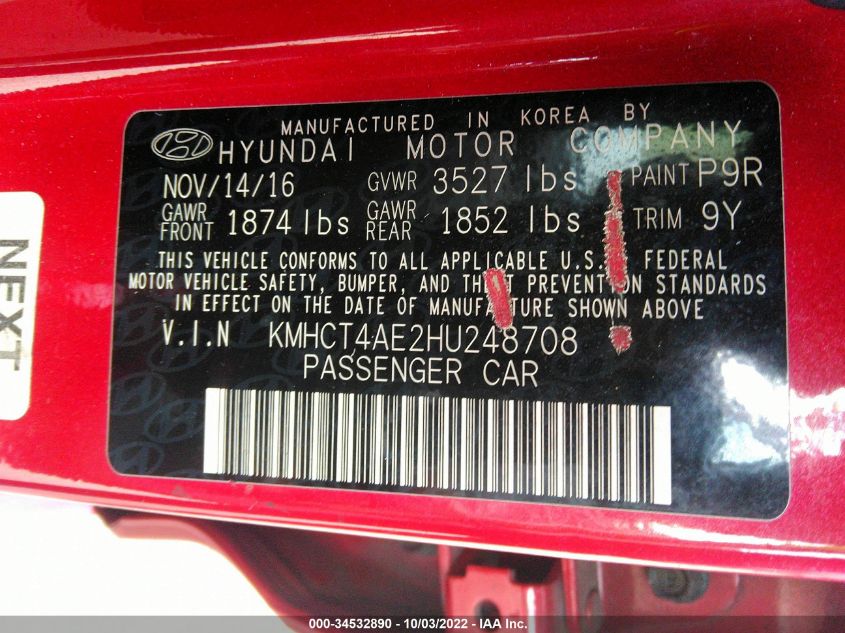 MANUFACTURED IN KOREA BY
HYUNDAI MOTOR COMPANY
NOV/14/16 GVWR 3527 lbs PAINT P9R
GAWR FRONT 1874 lbs GAWR REAR 1852 lbs TRIM 9Y
THIS VEHICLE CONFORMS TO ALL APPLICABLE U.S. FEDERAL
MOTOR VEHICLE SAFETY, BUMPER, AND THEFT PREVENTION STANDARDS
IN EFFECT ON THE DATE OF MANUFACTURE SHOWN ABOVE
V.I.N KMHCT4AE2HU248708
PASSENGER CAR
NEXT
000-34532890 - 10/03/2022 - IAA Inc.